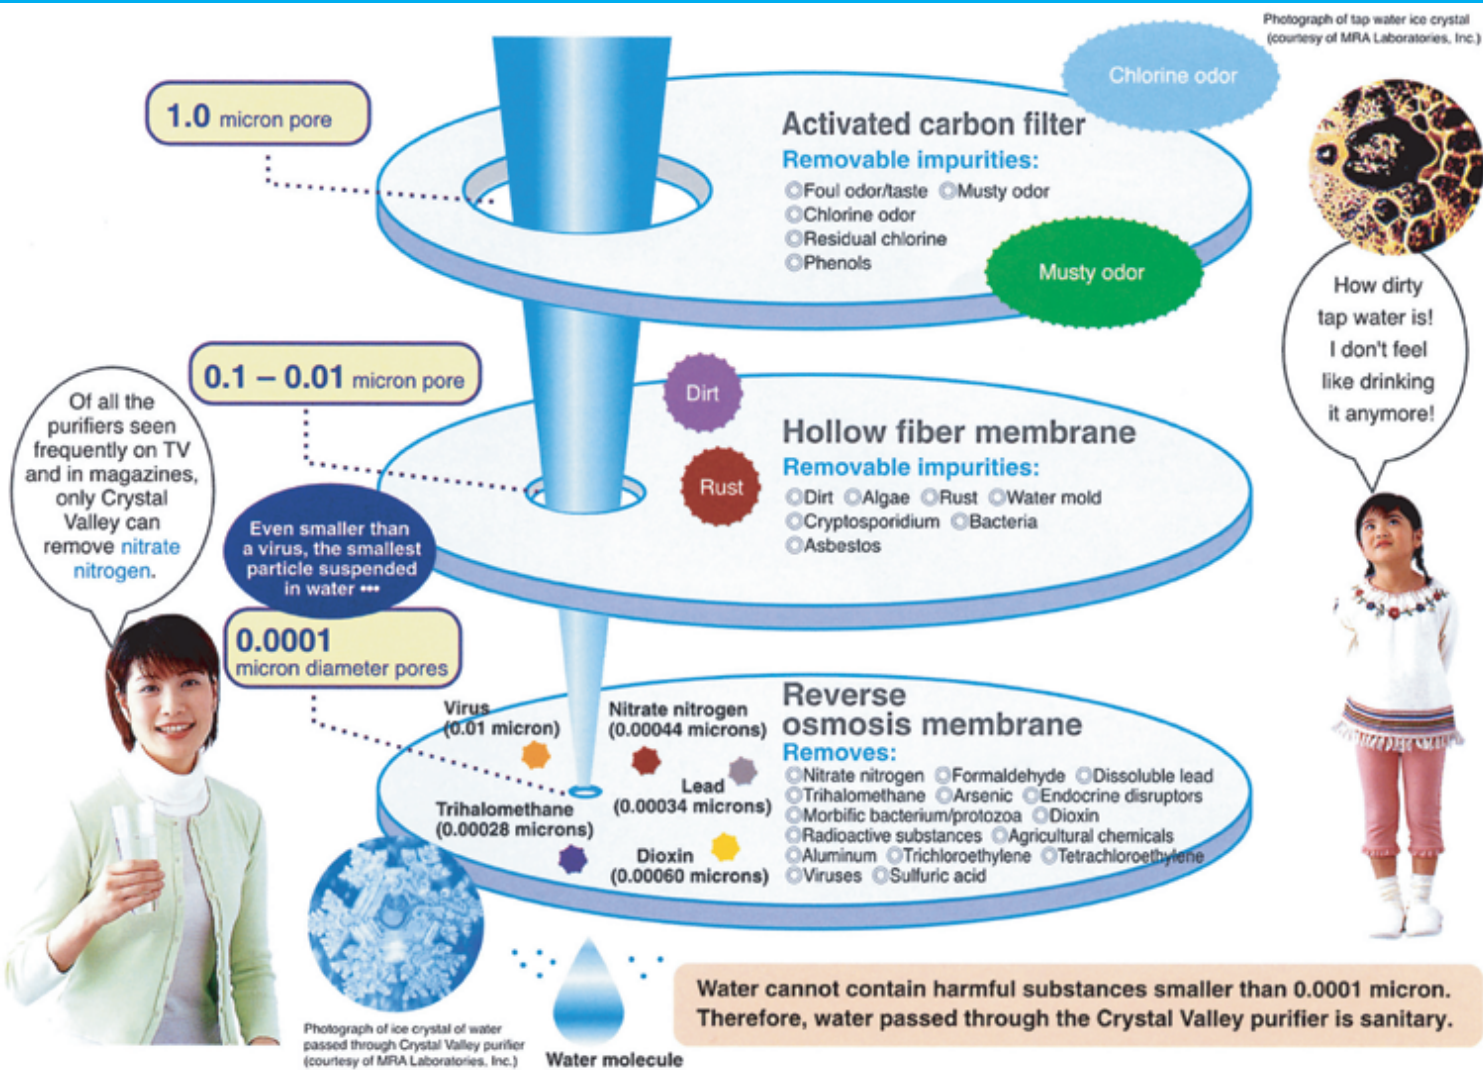 Photograph of tap water ice crystal
(courtesy of MRA Laboratories, Inc.)
Chlorine odor
1.0 micron pore
Activated carbon filter
Removable impurities:
◎Foul odor/taste ◎Musty odor
◎Chlorine odor
◎Residual chlorine
◎Phenols
Musty odor
How dirty
tap water is!
I don't feel
like drinking
it anymore!
0.1 – 0.01 micron pore
Dirt
Rust
Hollow fiber membrane
Removable impurities:
◎Dirt ◎Algae ◎Rust ◎Water mold
◎Cryptosporidium ◎Bacteria
◎Asbestos
Of all the
purifiers seen
frequently on TV
and in magazines,
only Crystal
Valley can
remove nitrate
nitrogen.
Even smaller than
a virus, the smallest
particle suspended
in water •••
0.0001
micron diameter pores
Virus
(0.01 micron)
Nitrate nitrogen
(0.00044 microns)
Lead
(0.00034 microns)
Trihalomethane
(0.00028 microns)
Dioxin
(0.00060 microns)
Reverse
osmosis membrane
Removes:
◎Nitrate nitrogen ◎Formaldehyde ◎Dissoluble lead
◎Trihalomethane ◎Arsenic ◎Endocrine disruptors
◎Morbific bacterium/protozoa ◎Dioxin
◎Radioactive substances ◎Agricultural chemicals
◎Aluminum ◎Trichloroethylene ◎Tetrachloroethylene
◎Viruses ◎Sulfuric acid
Photograph of ice crystal of water
passed through Crystal Valley purifier
(courtesy of MRA Laboratories, Inc.)
Water molecule
Water cannot contain harmful substances smaller than 0.0001 micron.
Therefore, water passed through the Crystal Valley purifier is sanitary.